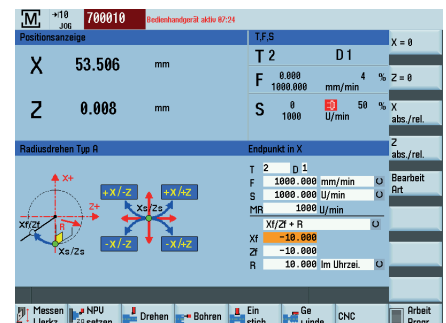 M →10 JOG 700010 Bedienhandgerät aktiv 07:24
Positionsanzeige
X 53.506 mm
Z 0.008 mm
T,F,S
T 2 D1
F 0.000 4 %
1000.000 mm/min
S 0 50 %
1000 U/min
Radiusdrehen Typ A
X+
Z+
R
Xf/Zf
Xs/Zs
+X/-Z
+X/+Z
Xs/Zs
-X/-Z
-X/+Z
Endpunkt in X
T 2 D 1
F 1000.000 mm/min
S 1000.000 U/min
MR 1000 U/min
Xf/Zf + R
Xf -10.000
Zf -10.000
R 10.000 Im Uhrzei.
X = 0
Z = 0
X
abs./rel.
Z
abs./rel.
Bearbeit
Art
Messen
NPV
Drehen
Bohren
Ein
Ge
CNC
Arbeit